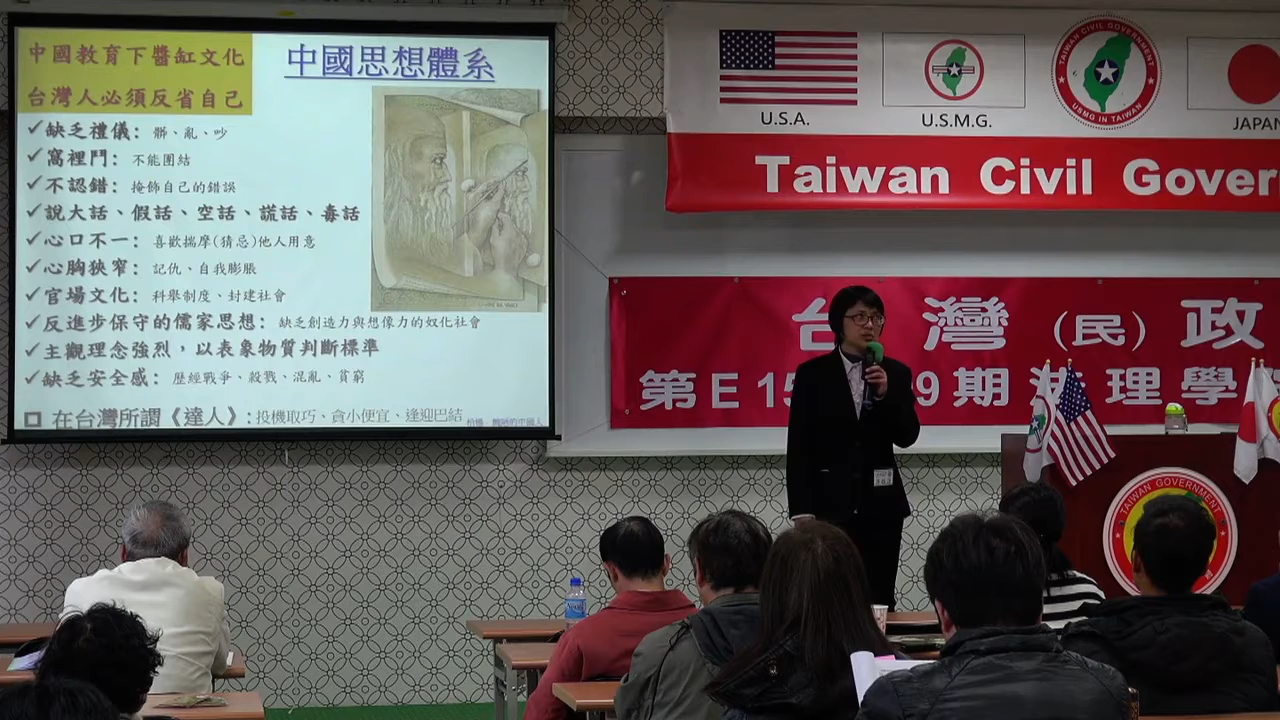 中國教育下醬缸文化
台灣人必須反省自己
中國思想體系
✓缺乏禮儀：髒、亂、吵
✓窩裡鬥：不能團結
✓不認錯：掩飾自己的錯誤
✓說大話、假話、空話、謊話、毒話
✓心口不一：喜歡揣摩(猜忌)他人用意
✓心胸狹窄：記仇、自我膨脹
✓官場文化：科舉制度、封建社會
✓反進步保守的儒家思想：缺乏創造力與想像力的奴化社會
✓主觀理念強烈，以表象物質判斷標準
✓缺乏安全感：歷經戰爭、殺戮、混亂、貧窮
在台灣所謂《達人》：投機取巧、貪小便宜、逢迎巴結
U.S.A.
U.S.M.G.
TAIWAN CIVIL GOVERNMENT
USMG IN TAIWAN
JAPAN
Taiwan Civil Gover
台灣(民)政
第E15 9期 理學
TAIWAN GOVERNMENT